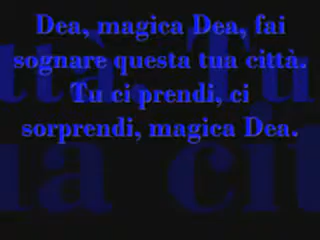 Dea, magica Dea, fai
sognare questa tua città.
Tu ci prendi, ci
sorprendi, magica Dea.